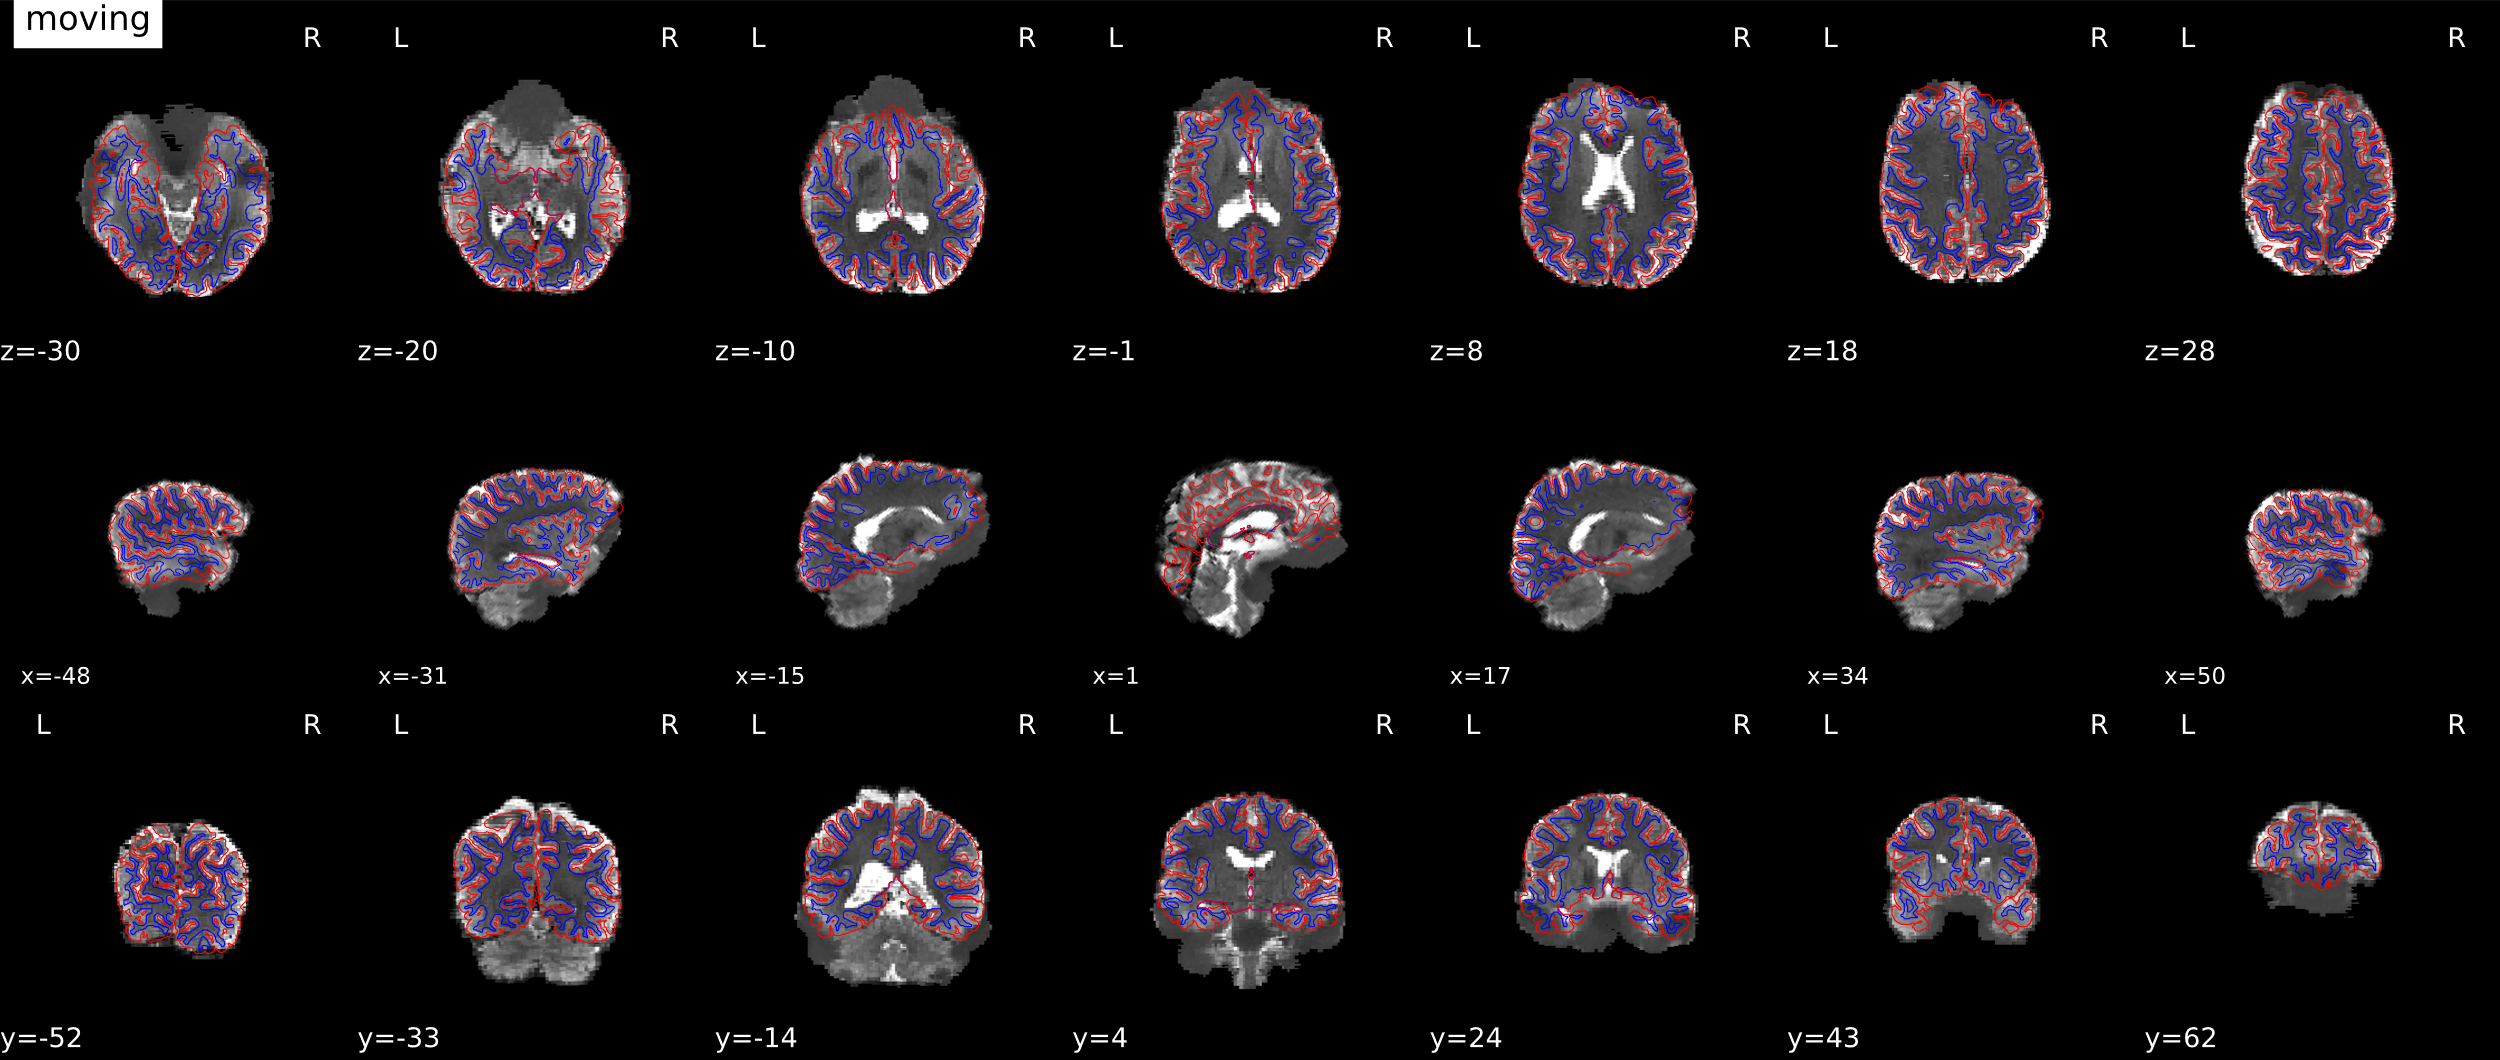 moving
R L R L R L R L R L R L R
z=-30 z=-20 z=-10 z=-1 z=8 z=18 z=28
x=-48 x=-31 x=-15 x=1 x=17 x=34 x=50
L R L R L R L R L R L R L R
y=-52 y=-33 y=-14 y=4 y=24 y=43 y=62